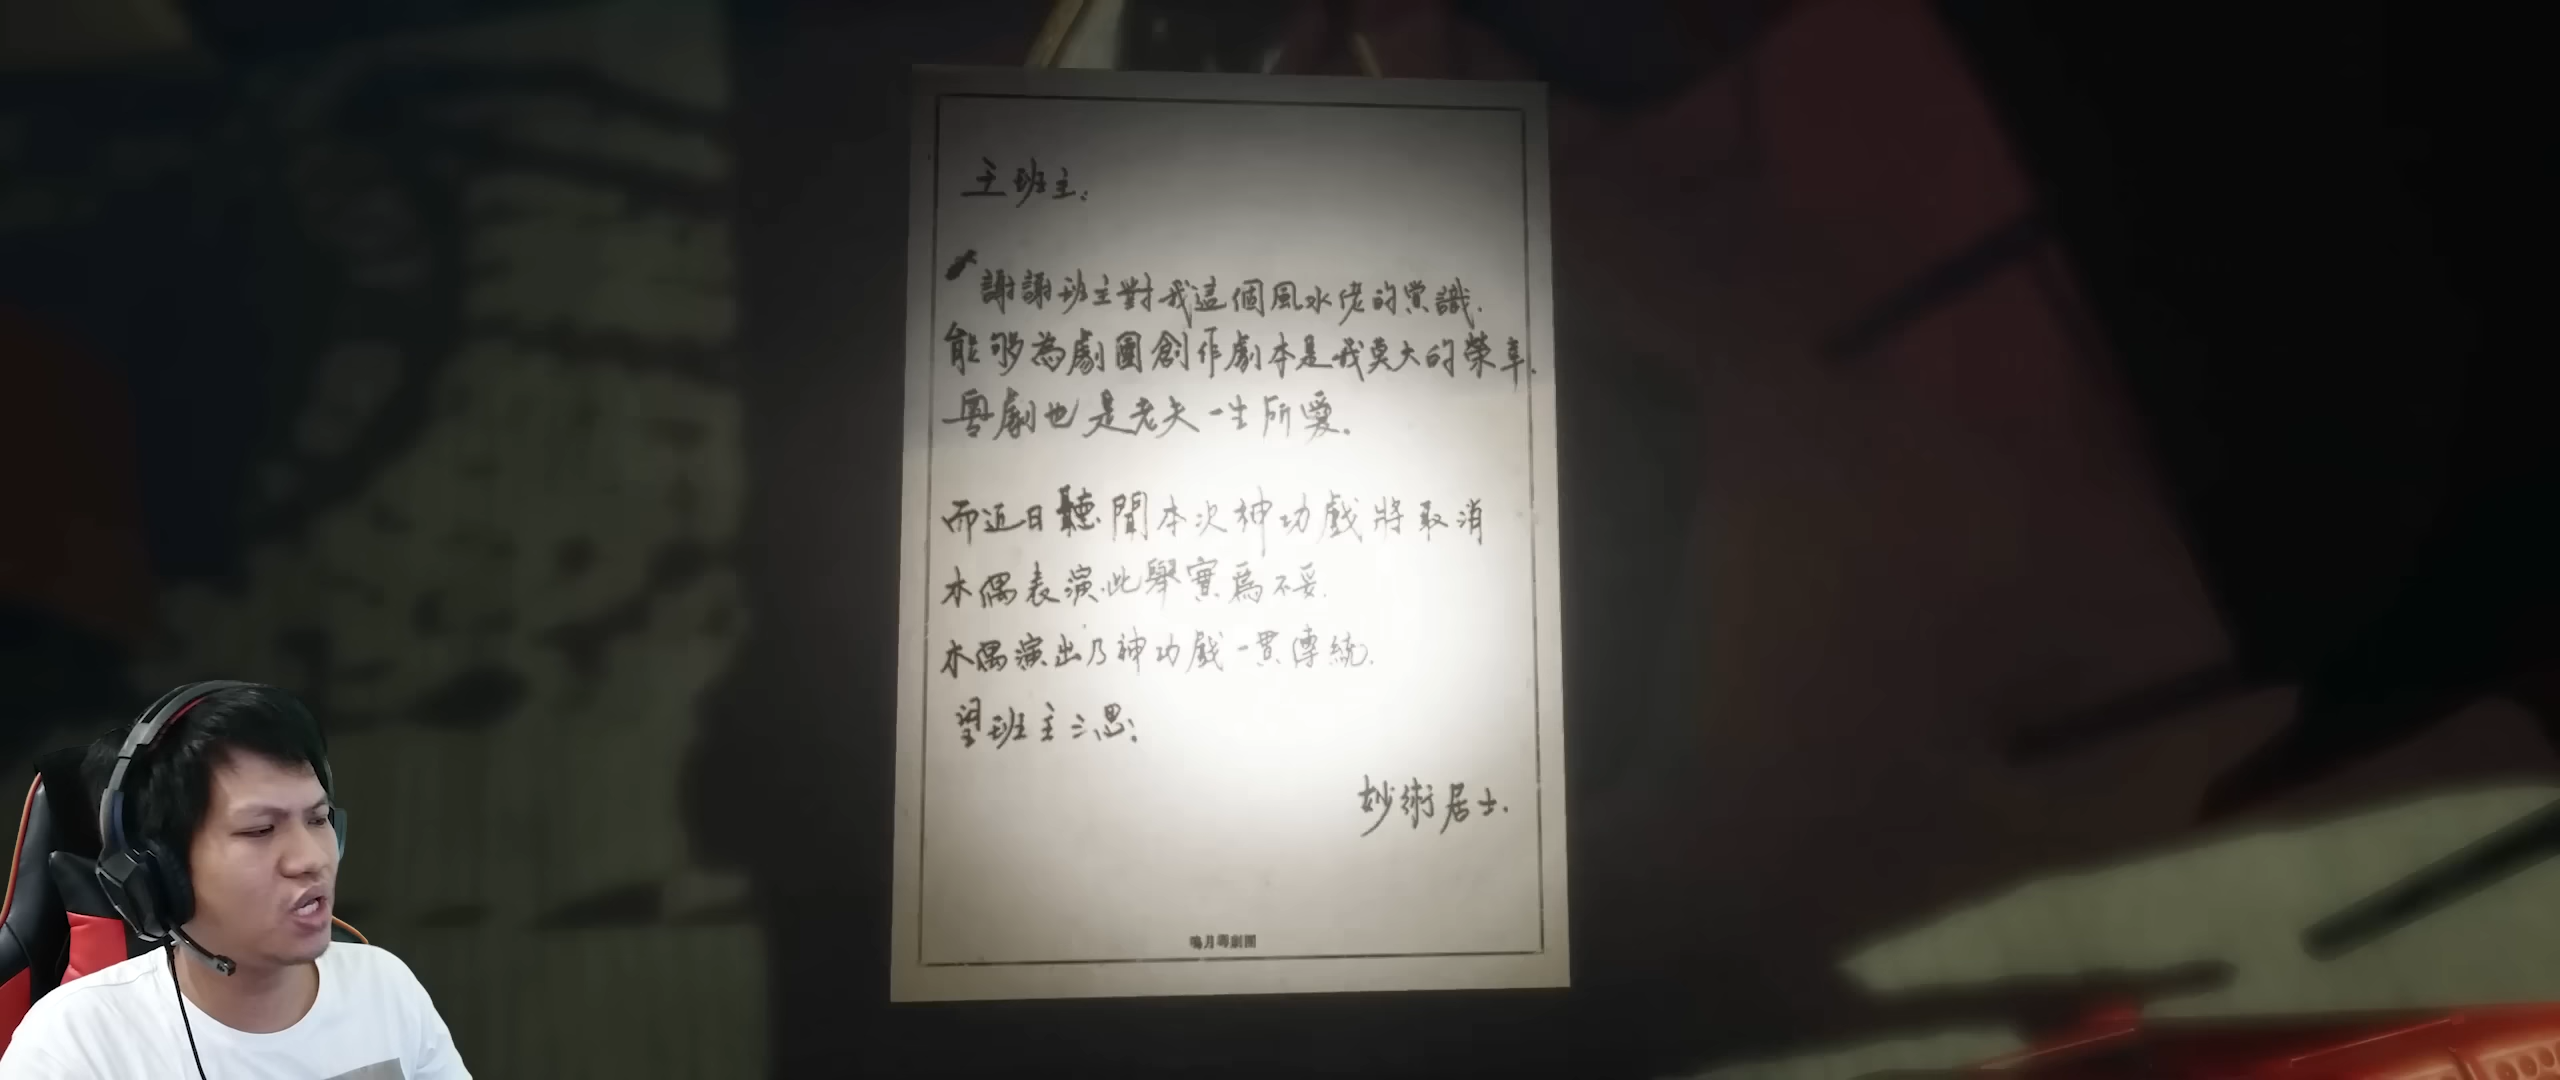 王班主:
謝謝班主對我這個風水佬的賞識.
能够為劇團創作劇本是我莫大的榮幸.
粵劇也是老夫一生所愛.
而近日聽聞本次神功戲將取消
木偶表演.此舉實為不妥.
木偶演出乃神功戲一貫傳統.
望班主三思:
妙術居士.
鳴月粵劇團